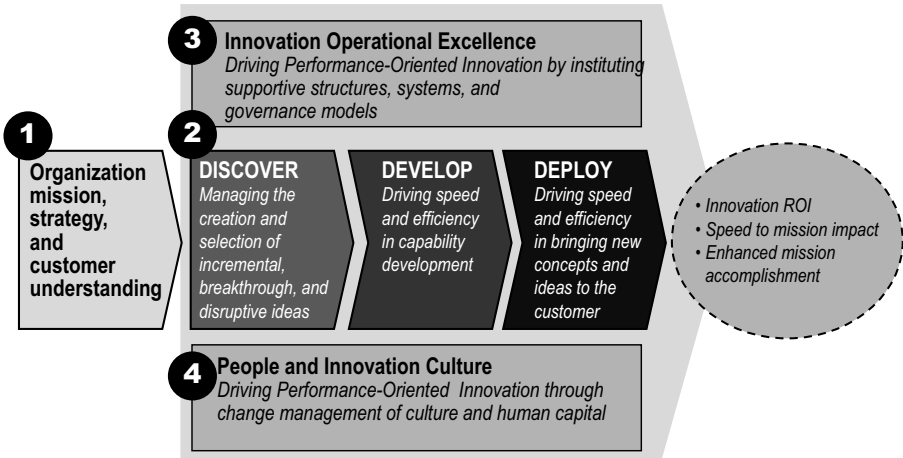 3
Innovation Operational Excellence
Driving Performance-Oriented Innovation by instituting
supportive structures, systems, and
governance models
1
Organization
mission,
strategy,
and
customer
understanding
2
DISCOVER
Managing the
creation and
selection of
incremental,
breakthrough, and
disruptive ideas
DEVELOP
Driving speed
and efficiency
in capability
development
DEPLOY
Driving speed
and efficiency
in bringing new
concepts and
ideas to the
customer
• Innovation ROI
• Speed to mission impact
• Enhanced mission
accomplishment
4
People and Innovation Culture
Driving Performance-Oriented Innovation through
change management of culture and human capital